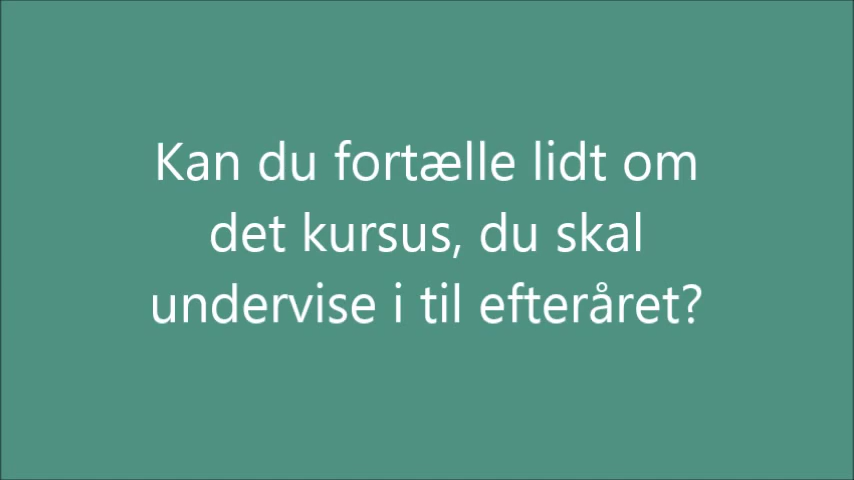 Kan du fortælle lidt om
det kursus, du skal
undervise i til efteråret?